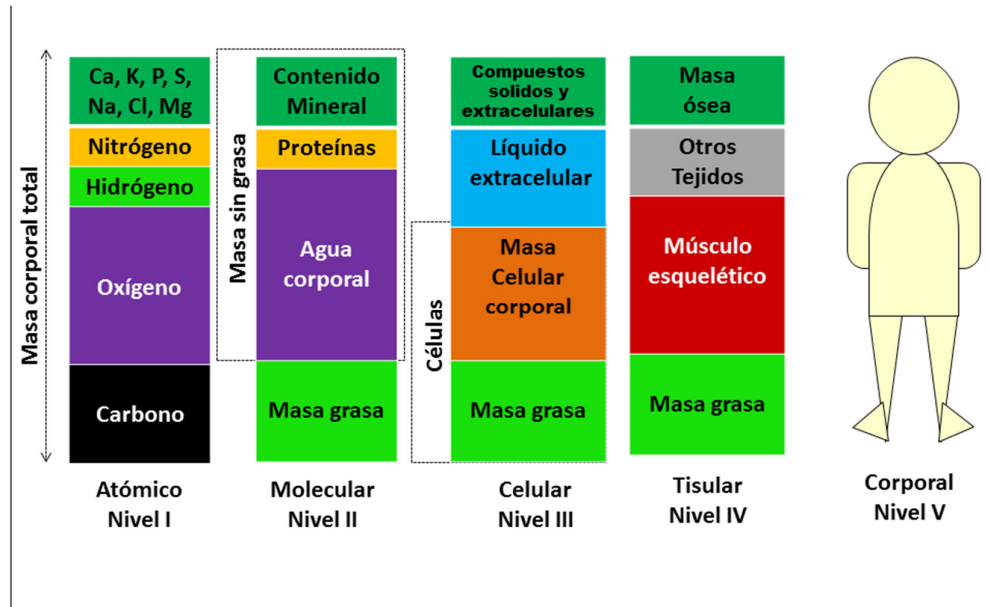 Masa corporal total
Ca, K, P, S,
Na, Cl, Mg
Nitrógeno
Hidrógeno
Oxígeno
Carbono
Atómico
Nivel I
Masa sin grasa
Contenido
Mineral
Proteínas
Agua
corporal
Masa grasa
Molecular
Nivel II
Células
Compuestos
solidos y
extracelulares
Líquido
extracelular
Masa
Celular
corporal
Masa grasa
Celular
Nivel III
Masa
ósea
Otros
Tejidos
Músculo
esquelético
Masa grasa
Tisular
Nivel IV
Corporal
Nivel V